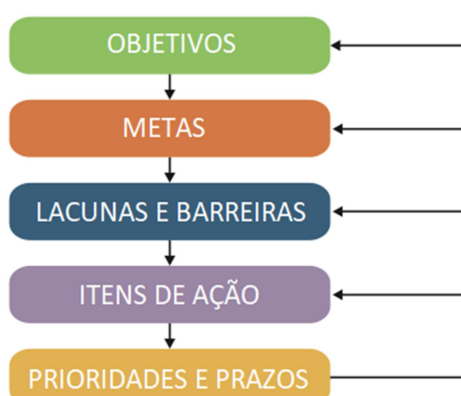 OBJETIVOS
METAS
LACUNAS E BARREIRAS
ITENS DE AÇÃO
PRIORIDADES E PRAZOS